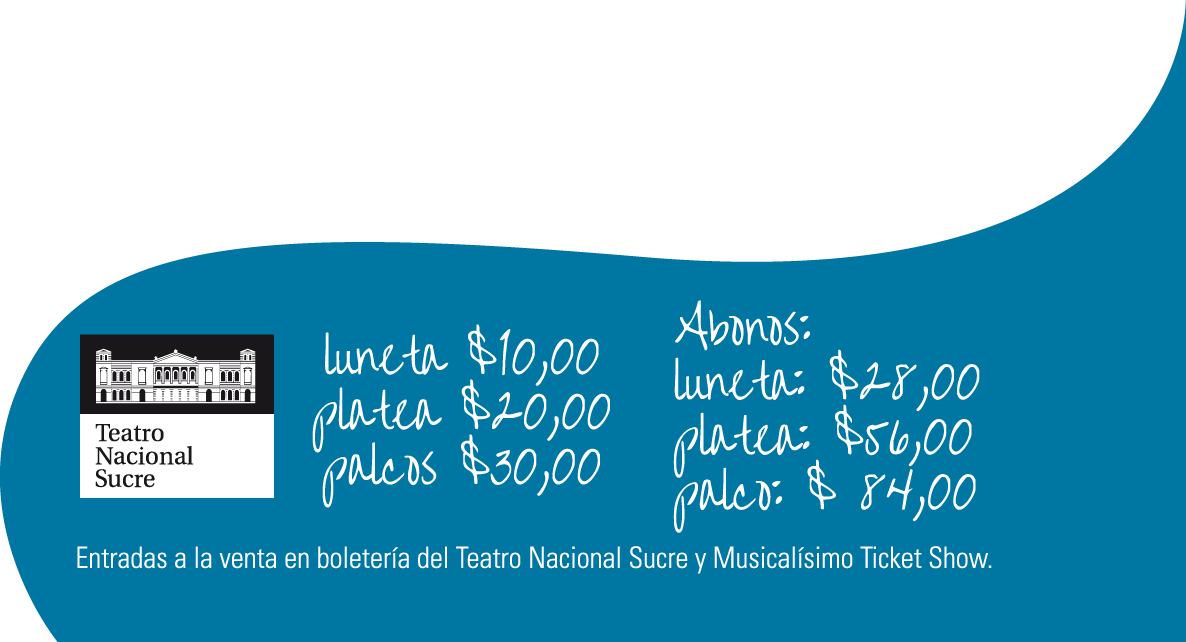 Teatro
Nacional
Sucre
luneta $10,00
platea $20,00
palcos $30,00
Abonos:
luneta: $28,00
platea: $56,00
palco: $ 84,00
Entradas a la venta en boletería del Teatro Nacional Sucre y Musicalísimo Ticket Show.